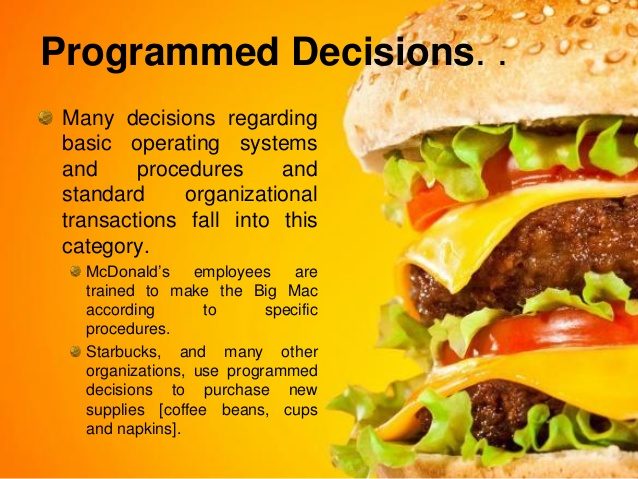 Programmed Decisions. .
Many decisions regarding
basic operating systems
and procedures and
standard organizational
transactions fall into this
category.
McDonald's employees are
trained to make the Big Mac
according to specific
procedures.
Starbucks, and many other
organizations, use programmed
decisions to purchase new
supplies [coffee beans, cups
and napkins].